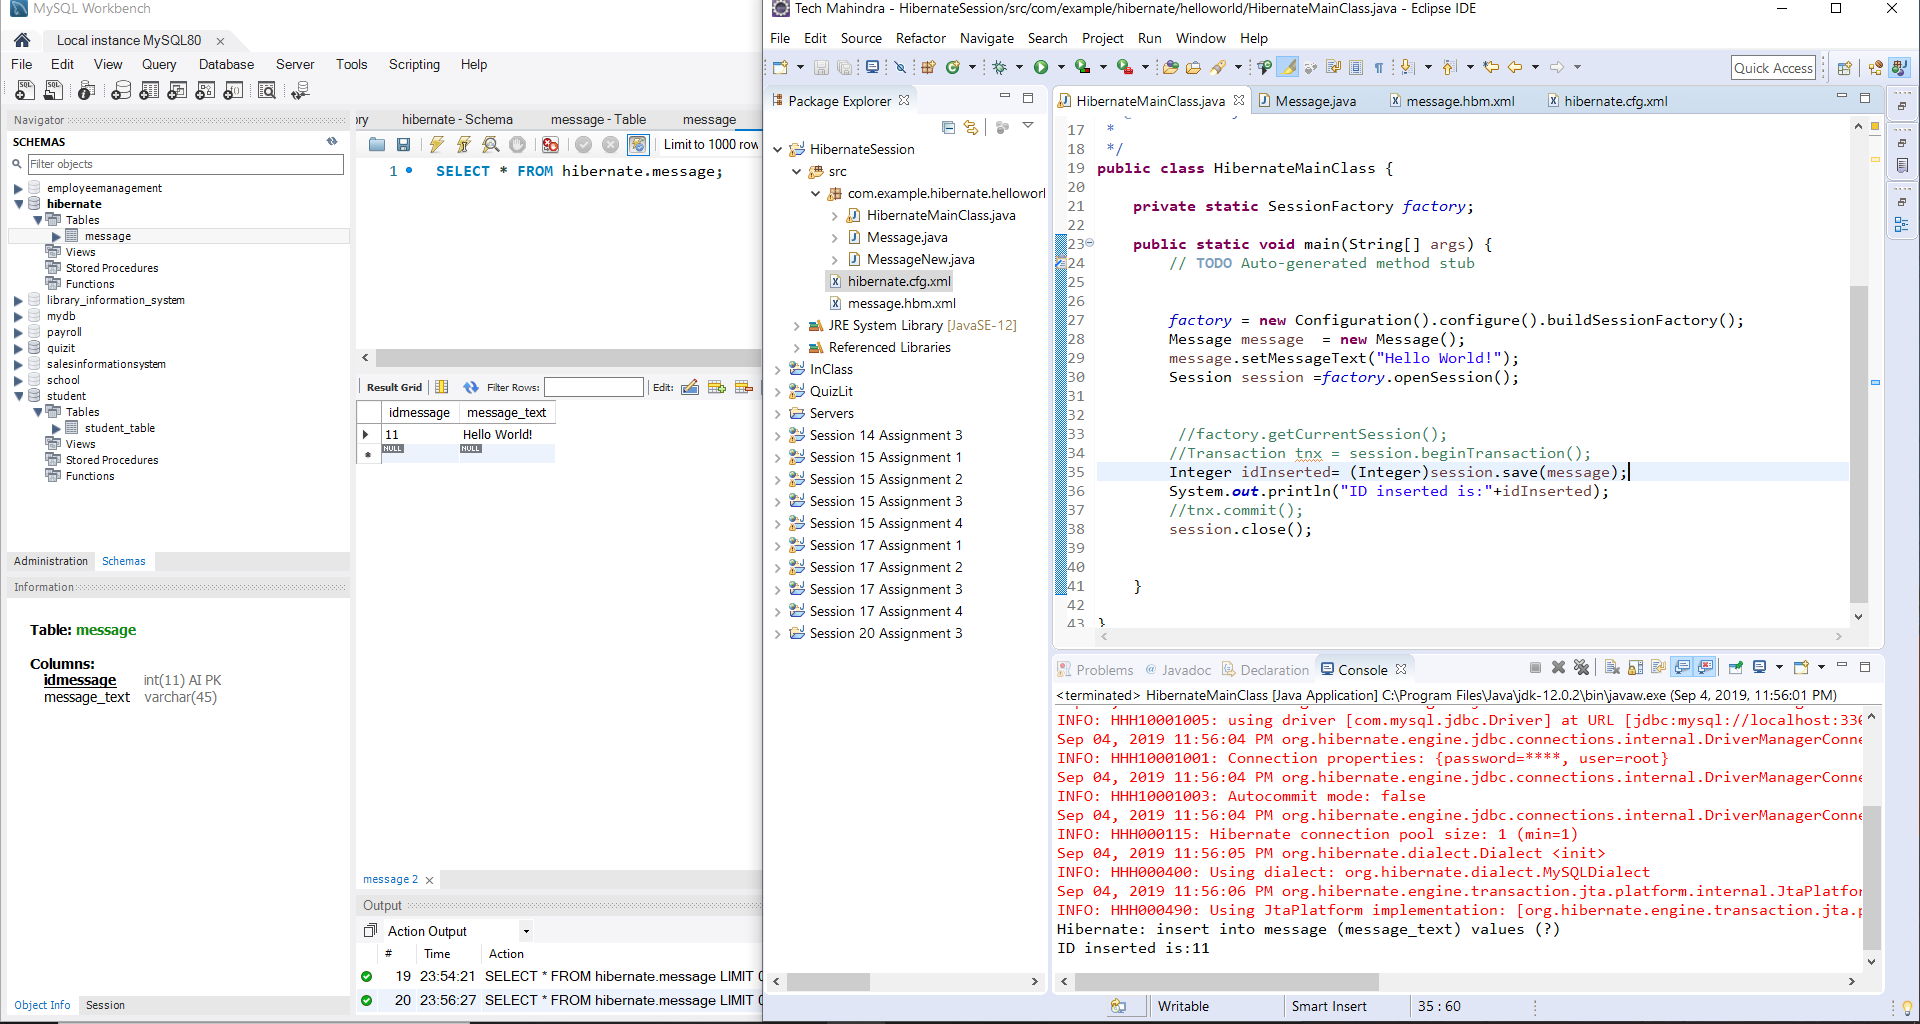 MySQL Workbench
Local instance MySQL80
File Edit View Query Database Server Tools Scripting Help
Navigator
SCHEMAS
Filter objects
employeemanagement
hibernate
Tables
message
Views
Stored Procedures
Functions
library_information_system
mydb
payroll
quizit
salesinformationsystem
school
student
Tables
student_table
Views
Stored Procedures
Functions
Administration Schemas
Information
Table: message
Columns:
idmessage int(11) AI PK
message_text varchar(45)
Object Info Session
ry hibernate - Schema message - Table message
Limit to 1000 row
1 SELECT * FROM hibernate.message;
Result Grid Filter Rows: Edit:
idmessage message_text
11 Hello World!
NULL NULL
message 2
Output
Action Output
# Time Action
19 23:54:21 SELECT * FROM hibernate.message LIMIT 0
20 23:56:27 SELECT * FROM hibernate.message LIMIT 0
Tech Mahindra - HibernateSession/src/com/example/hibernate/helloworld/HibernateMainClass.java - Eclipse IDE
File Edit Source Refactor Navigate Search Project Run Window Help
Quick Access
Package Explorer
HibernateSession
src
com.example.hibernate.helloworl
HibernateMainClass.java
Message.java
MessageNew.java
hibernate.cfg.xml
message.hbm.xml
JRE System Library [JavaSE-12]
Referenced Libraries
InClass
QuizLit
Servers
Session 14 Assignment 3
Session 15 Assignment 1
Session 15 Assignment 2
Session 15 Assignment 3
Session 15 Assignment 4
Session 17 Assignment 1
Session 17 Assignment 2
Session 17 Assignment 3
Session 17 Assignment 4
Session 20 Assignment 3
HibernateMainClass.java Message.java message.hbm.xml hibernate.cfg.xml
17 *
18 */
19 public class HibernateMainClass {
20
21 private static SessionFactory factory;
22
23 public static void main(String[] args) {
24 // TODO Auto-generated method stub
25
26
27 factory = new Configuration().configure().buildSessionFactory();
28 Message message = new Message();
29 message.setMessageText("Hello World!");
30 Session session =factory.openSession();
31
32
33 //factory.getCurrentSession();
34 //Transaction tnx = session.beginTransaction();
35 Integer idInserted= (Integer)session.save(message);
36 System.out.println("ID inserted is:"+idInserted);
37 //tnx.commit();
38 session.close();
39
40
41 }
42
43 }
Problems Javadoc Declaration Console
<terminated> HibernateMainClass [Java Application] C:\Program Files\Java\jdk-12.0.2\bin\javaw.exe (Sep 4, 2019, 11:56:01 PM)
INFO: HHH10001005: using driver [com.mysql.jdbc.Driver] at URL [jdbc:mysql://localhost:330
Sep 04, 2019 11:56:04 PM org.hibernate.engine.jdbc.connections.internal.DriverManagerConne
INFO: HHH10001001: Connection properties: {password=****, user=root}
Sep 04, 2019 11:56:04 PM org.hibernate.engine.jdbc.connections.internal.DriverManagerConne
INFO: HHH10001003: Autocommit mode: false
Sep 04, 2019 11:56:04 PM org.hibernate.engine.jdbc.connections.internal.DriverManagerConne
INFO: HHH000115: Hibernate connection pool size: 1 (min=1)
Sep 04, 2019 11:56:05 PM org.hibernate.dialect.Dialect <init>
INFO: HHH000400: Using dialect: org.hibernate.dialect.MySQLDialect
Sep 04, 2019 11:56:06 PM org.hibernate.engine.transaction.jta.platform.internal.JtaPlatfor
INFO: HHH000490: Using JtaPlatform implementation: [org.hibernate.engine.transaction.jta.p
Hibernate: insert into message (message_text) values (?)
ID inserted is:11
Writable Smart Insert 35 : 60